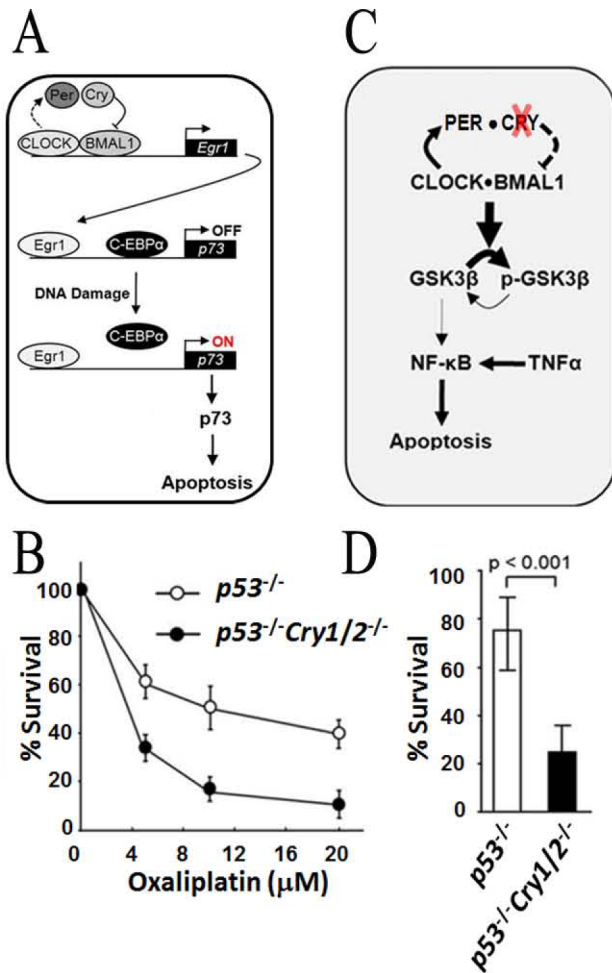 A
Per
Cry
CLOCK
BMAL1
Egr1
Egr1
C-EBPα
OFF
p73
DNA Damage
C-EBPα
Egr1
ON
p73
p73
Apoptosis
C
PER • CRY
CLOCK•BMAL1
GSK3β
p-GSK3β
NF-κB
TNFα
Apoptosis
B
% Survival
100
80
60
40
20
0
0
4
8
12
16
20
Oxaliplatin (μM)
p53-/-
p53-/-Cry1/2-/-
D
p < 0.001
% Survival
100
80
60
40
20
0
p53-/-
p53-/-Cry1/2-/-